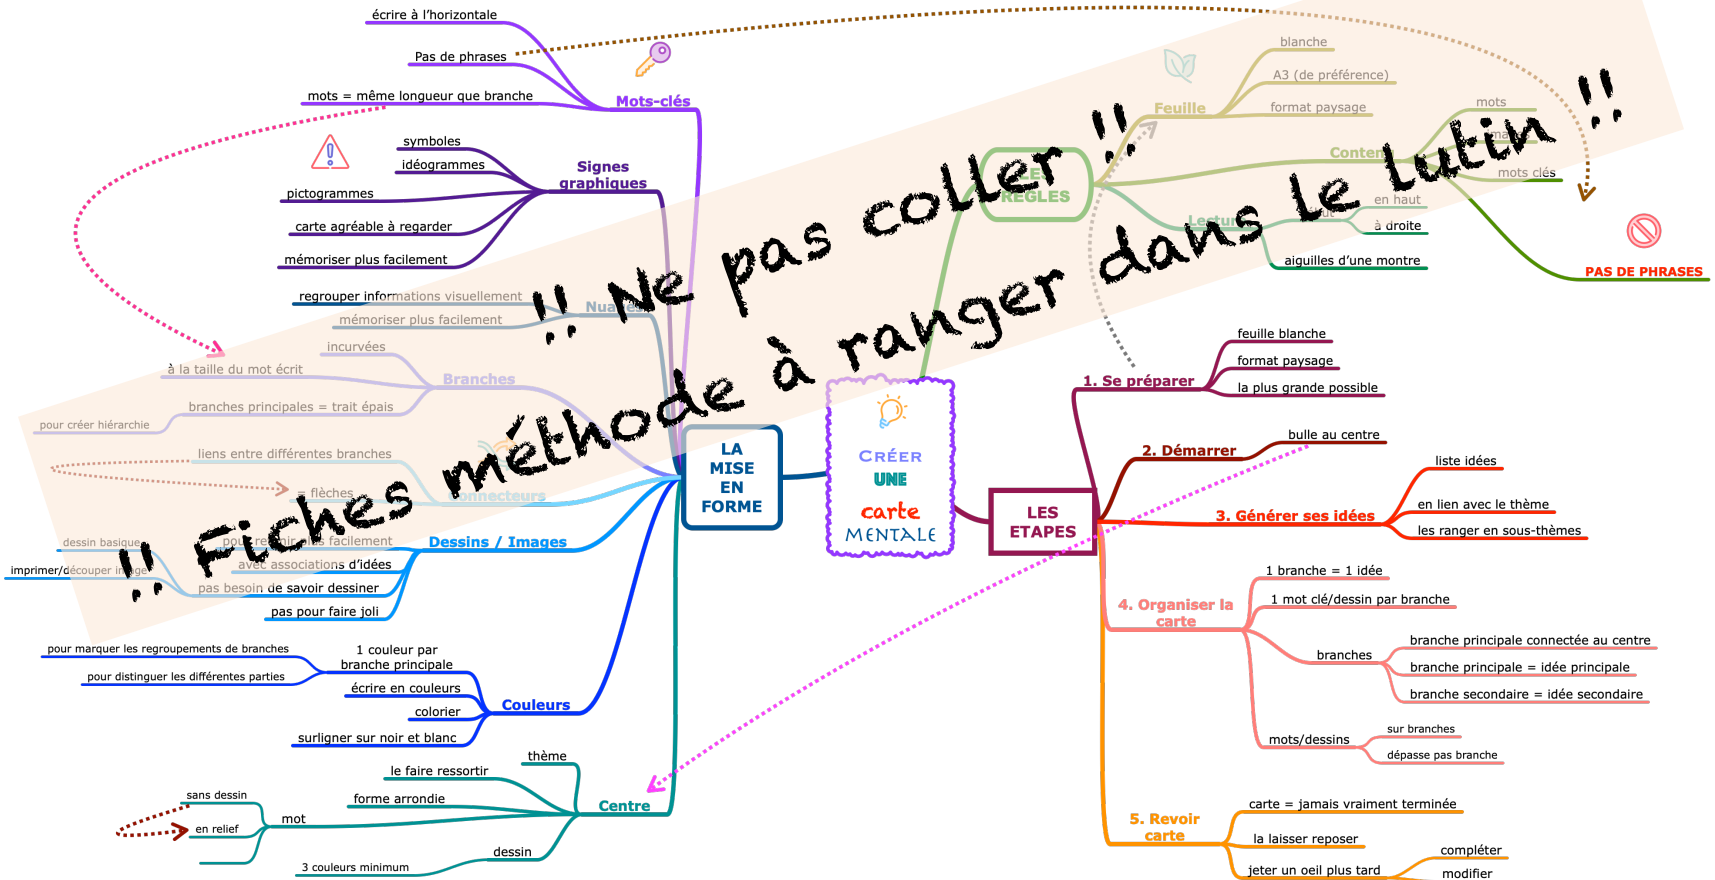 !! Ne pas coller !!
!! Fiches méthode à ranger dans le lutin !!
CRÉER
UNE
carte
MENTALE
LES
RÈGLES
Feuille
blanche
A3 (de préférence)
format paysage
mots
mots clés
PAS DE PHRASES
en haut
à droite
aiguilles d’une montre
LES
ETAPES
1. Se préparer
feuille blanche
format paysage
la plus grande possible
2. Démarrer
bulle au centre
3. Générer ses idées
liste idées
en lien avec le thème
les ranger en sous-thèmes
4. Organiser la
carte
1 branche = 1 idée
1 mot clé/dessin par branche
branches
branche principale connectée au centre
branche principale = idée principale
branche secondaire = idée secondaire
mots/dessins
sur branches
dépasse pas branche
5. Revoir
carte
carte = jamais vraiment terminée
la laisser reposer
jeter un oeil plus tard
compléter
modifier
LA
MISE
EN
FORME
Mots-clés
écrire à l’horizontale
Pas de phrases
mots = même longueur que branche
Signes
graphiques
symboles
idéogrammes
pictogrammes
carte agréable à regarder
mémoriser plus facilement
regrouper informations visuellement
mémoriser plus facilement
Branches
incurvées
à la taille du mot écrit
branches principales = trait épais
pour créer hiérarchie
Connecteurs
liens entre différentes branches
= flèches
Dessins / Images
pour retenir plus facilement
avec associations d’idées
pas besoin de savoir dessiner
dessin basique
imprimer/découper image
pas pour faire joli
Couleurs
1 couleur par
branche principale
pour marquer les regroupements de branches
pour distinguer les différentes parties
écrire en couleurs
colorier
surligner sur noir et blanc
Centre
thème
le faire ressortir
forme arrondie
mot
sans dessin
en relief
dessin
3 couleurs minimum